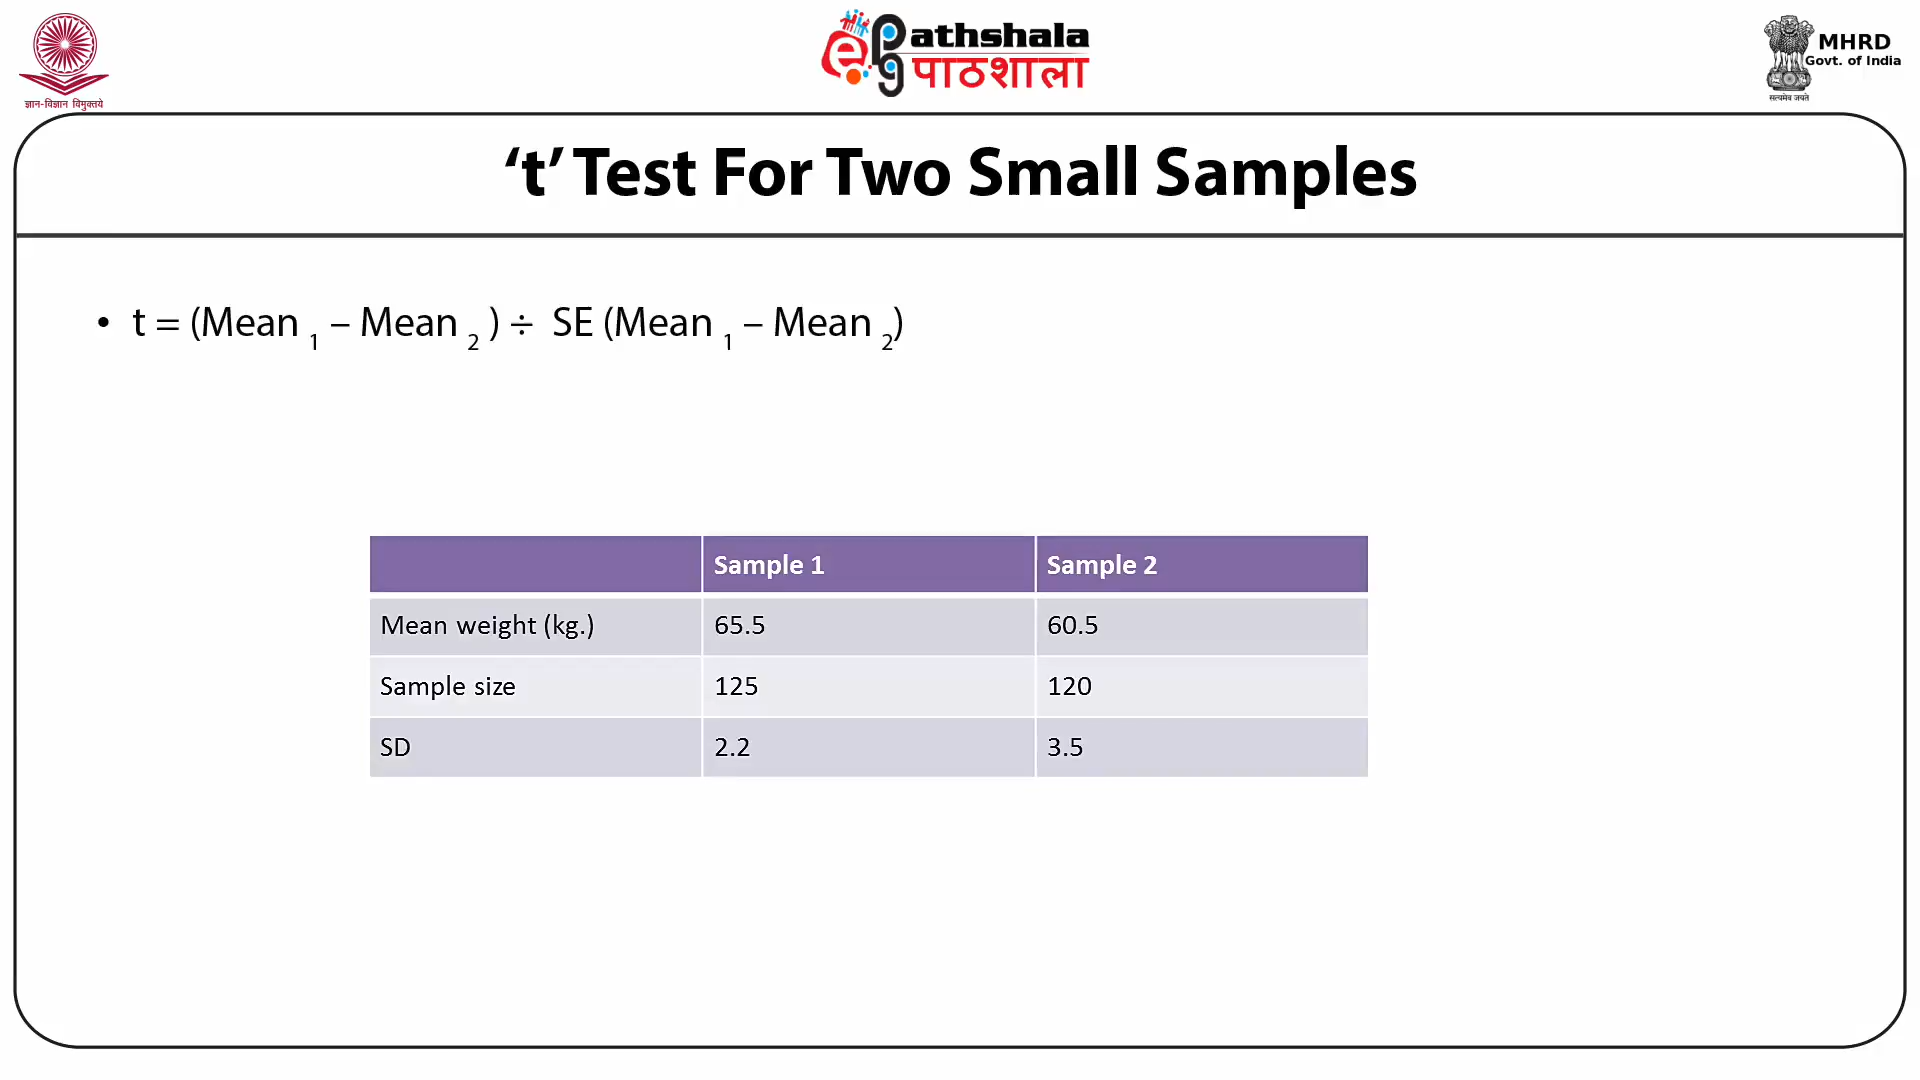 ज्ञान-विज्ञान विमुक्तये
ePathshala
पाठशाला
MHRD
Govt. of India
सत्यमेव जयते
‘t’ Test For Two Small Samples
• t = (Mean 1 – Mean 2 ) ÷ SE (Mean 1 – Mean 2)
Sample 1 Sample 2
Mean weight (kg.) 65.5 60.5
Sample size 125 120
SD 2.2 3.5